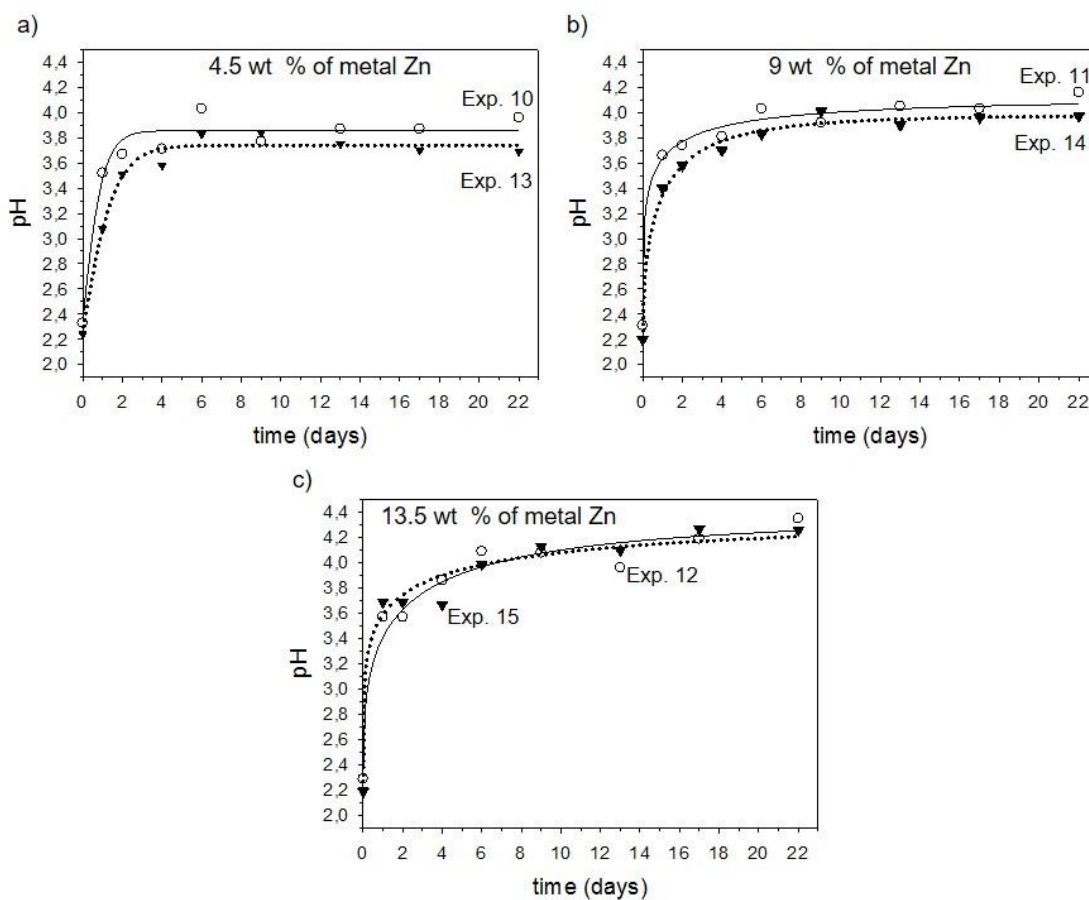 a)
4.5 wt % of metal Zn
Exp. 10
Exp. 13
pH
4,4
4,2
4,0
3,8
3,6
3,4
3,2
3,0
2,8
2,6
2,4
2,2
2,0
0 2 4 6 8 10 12 14 16 18 20 22
time (days)
b)
9 wt % of metal Zn
Exp. 11
Exp. 14
pH
4,4
4,2
4,0
3,8
3,6
3,4
3,2
3,0
2,8
2,6
2,4
2,2
2,0
0 2 4 6 8 10 12 14 16 18 20 22
time (days)
c)
13.5 wt % of metal Zn
Exp. 12
Exp. 15
pH
4,4
4,2
4,0
3,8
3,6
3,4
3,2
3,0
2,8
2,6
2,4
2,2
2,0
0 2 4 6 8 10 12 14 16 18 20 22
time (days)